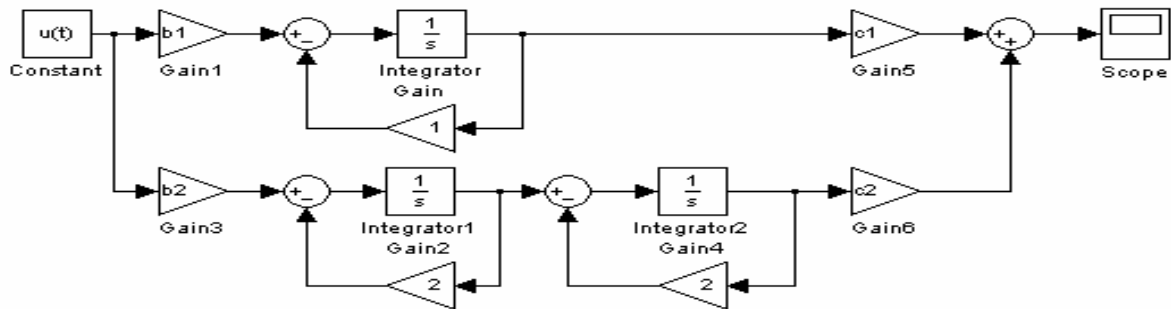 u(t)
Constant
b1
Gain1
+
−
1
s
Integrator
Gain
1
c1
Gain5
+
+
Scope
b2
Gain3
+
−
1
s
Integrator1
Gain2
2
+
−
1
s
Integrator2
Gain4
2
c2
Gain6